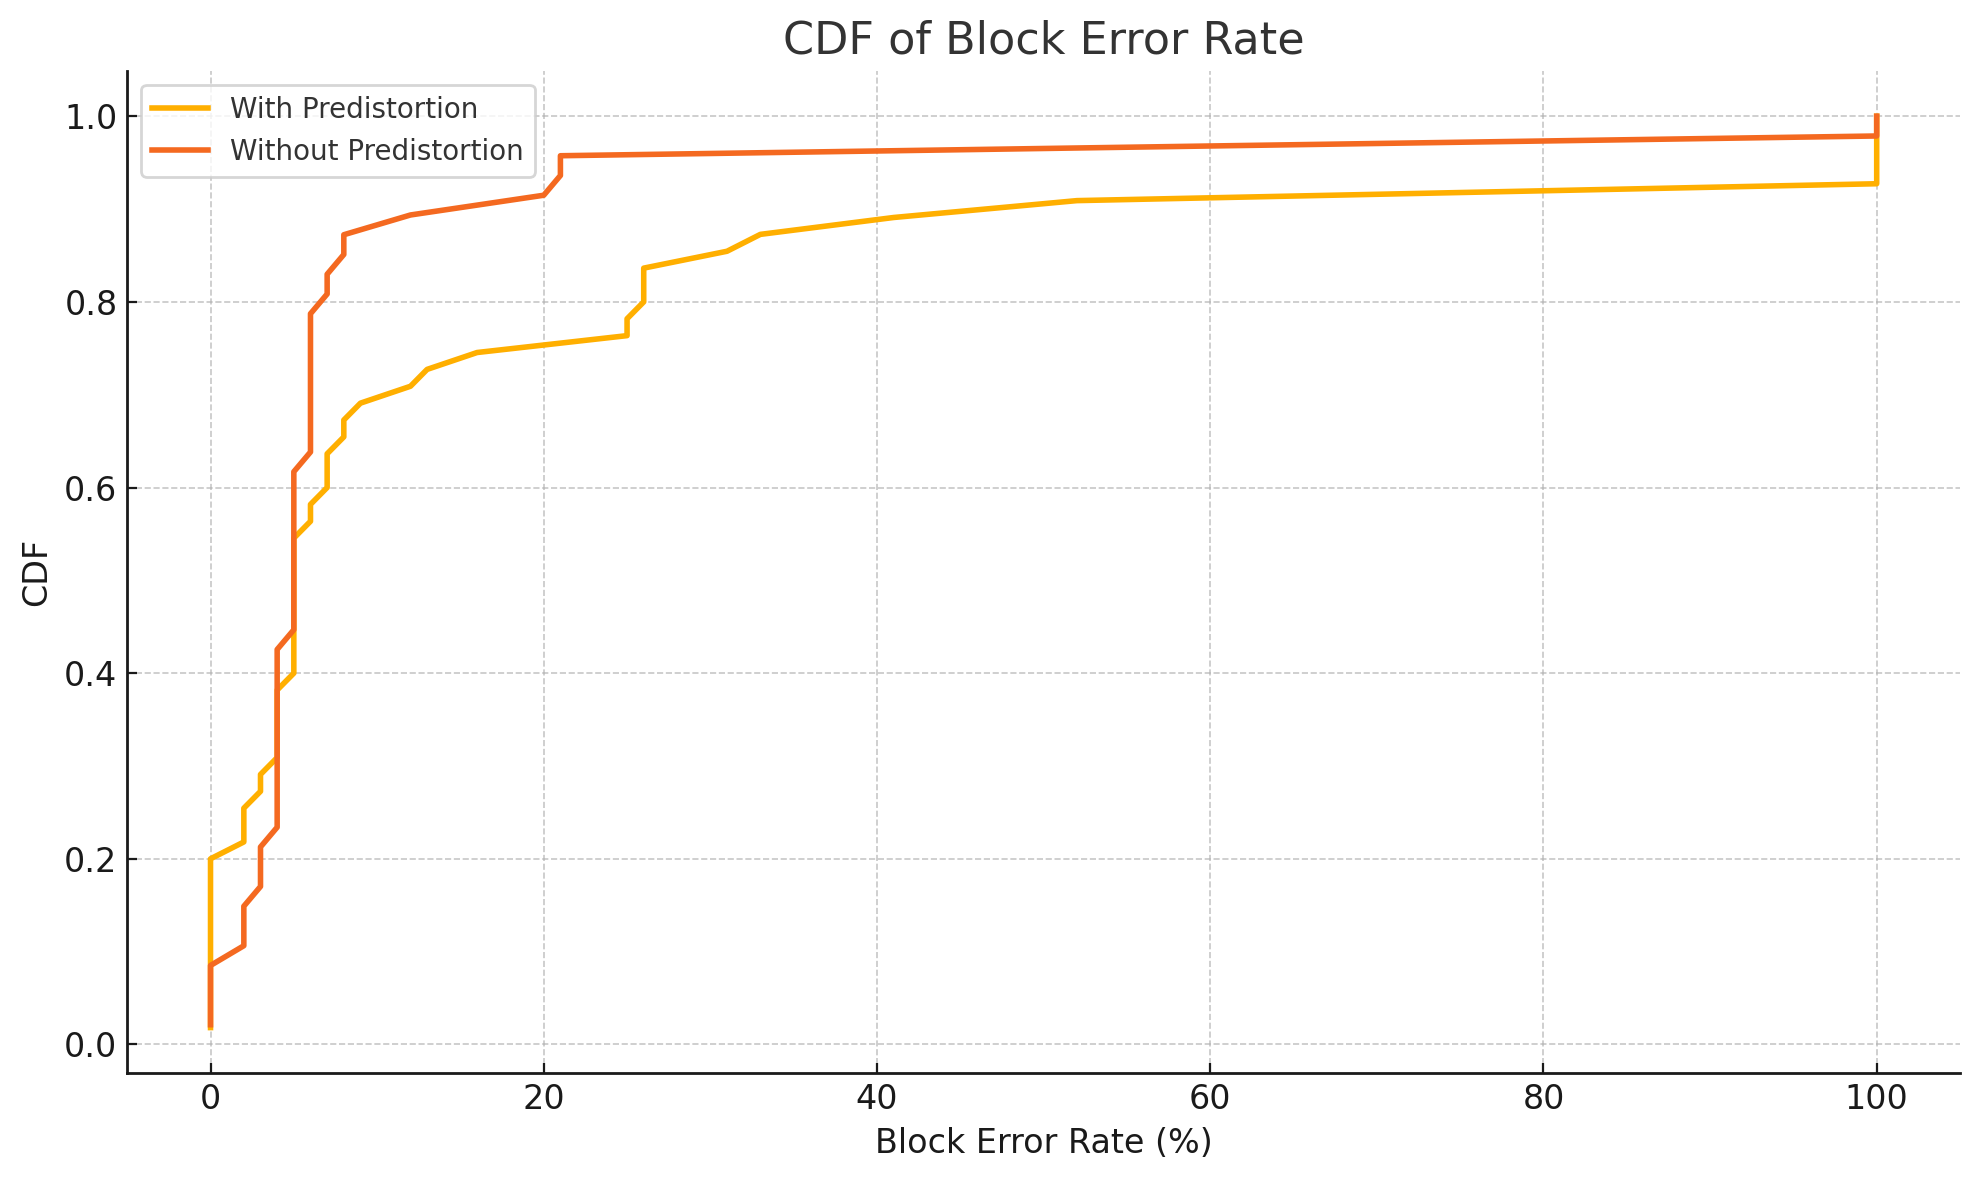 CDF of Block Error Rate
With Predistortion
Without Predistortion
1.0
0.8
0.6
0.4
0.2
0.0
CDF
0 20 40 60 80 100
Block Error Rate (%)